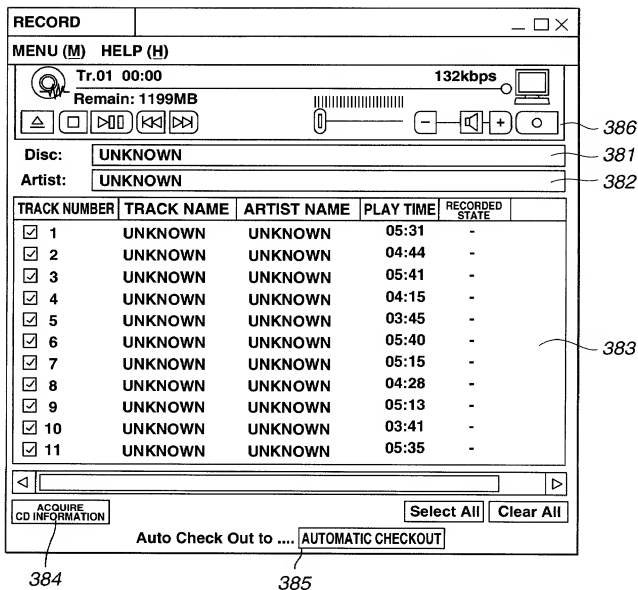 RECORD
MENU (M) HELP (H)
Tr.01 00:00 132kbps
Remain: 1199MB
386
Disc: UNKNOWN 381
Artist: UNKNOWN 382
TRACK NUMBER TRACK NAME ARTIST NAME PLAY TIME RECORDED STATE
1 UNKNOWN UNKNOWN 05:31 -
2 UNKNOWN UNKNOWN 04:44 -
3 UNKNOWN UNKNOWN 05:41 -
4 UNKNOWN UNKNOWN 04:15 -
5 UNKNOWN UNKNOWN 03:45 -
6 UNKNOWN UNKNOWN 05:40 -
383
7 UNKNOWN UNKNOWN 05:15 -
8 UNKNOWN UNKNOWN 04:28 -
9 UNKNOWN UNKNOWN 05:13 -
10 UNKNOWN UNKNOWN 03:41 -
11 UNKNOWN UNKNOWN 05:35 -
ACQUIRE
CD INFORMATION
Select All Clear All
Auto Check Out to .... AUTOMATIC CHECKOUT
384 385